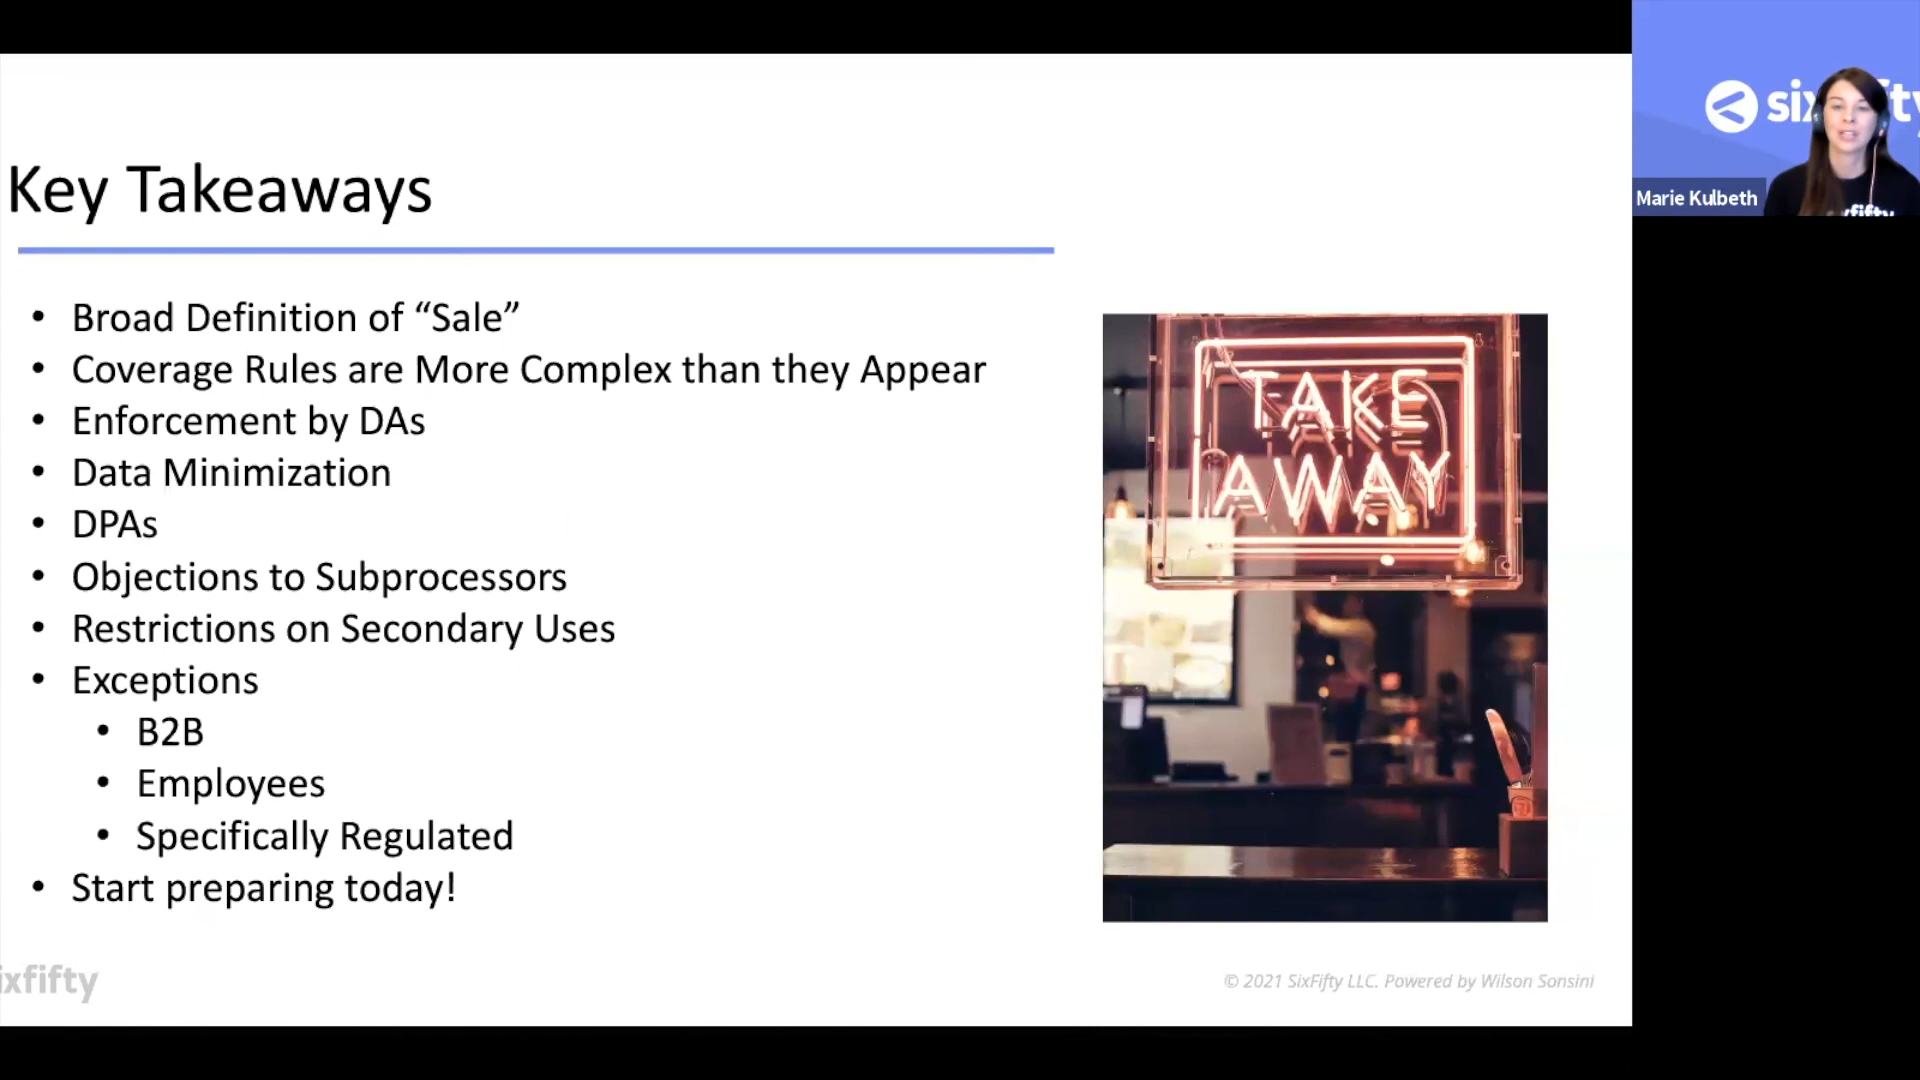 Key Takeaways
• Broad Definition of “Sale”
• Coverage Rules are More Complex than they Appear
• Enforcement by DAs
• Data Minimization
• DPAs
• Objections to Subprocessors
• Restrictions on Secondary Uses
• Exceptions
• B2B
• Employees
• Specifically Regulated
• Start preparing today!
TAKE
AWAY
ixfifty
© 2021 SixFifty LLC. Powered by Wilson Sonsini
Marie Kulbeth